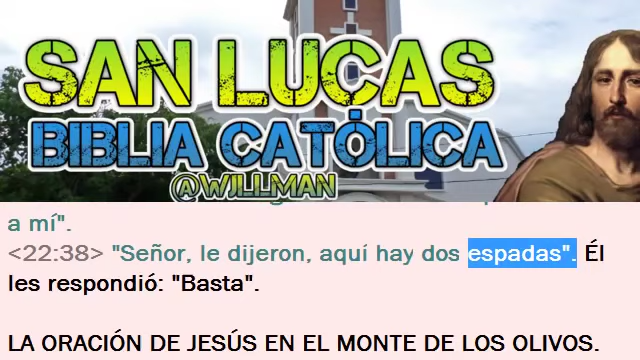 SAN LUCAS
BIBLIA CATÓLICA
@WJLLMAN
a mí".
<22:38> "Señor, le dijeron, aquí hay dos espadas". Él
les respondió: "Basta".
LA ORACIÓN DE JESÚS EN EL MONTE DE LOS OLIVOS.